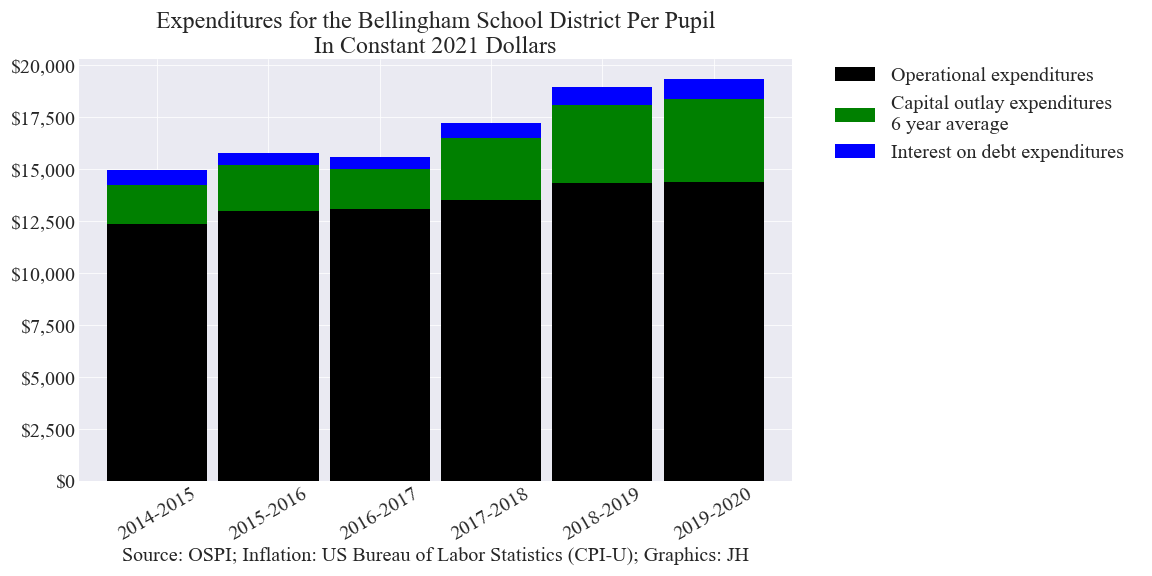 Expenditures for the Bellingham School District Per Pupil
In Constant 2021 Dollars
$20,000
$17,500
$15,000
$12,500
$10,000
$7,500
$5,000
$2,500
$0
2014-2015
2015-2016
2016-2017
2017-2018
2018-2019
2019-2020
Source: OSPI; Inflation: US Bureau of Labor Statistics (CPI-U); Graphics: JH
Operational expenditures
Capital outlay expenditures
6 year average
Interest on debt expenditures